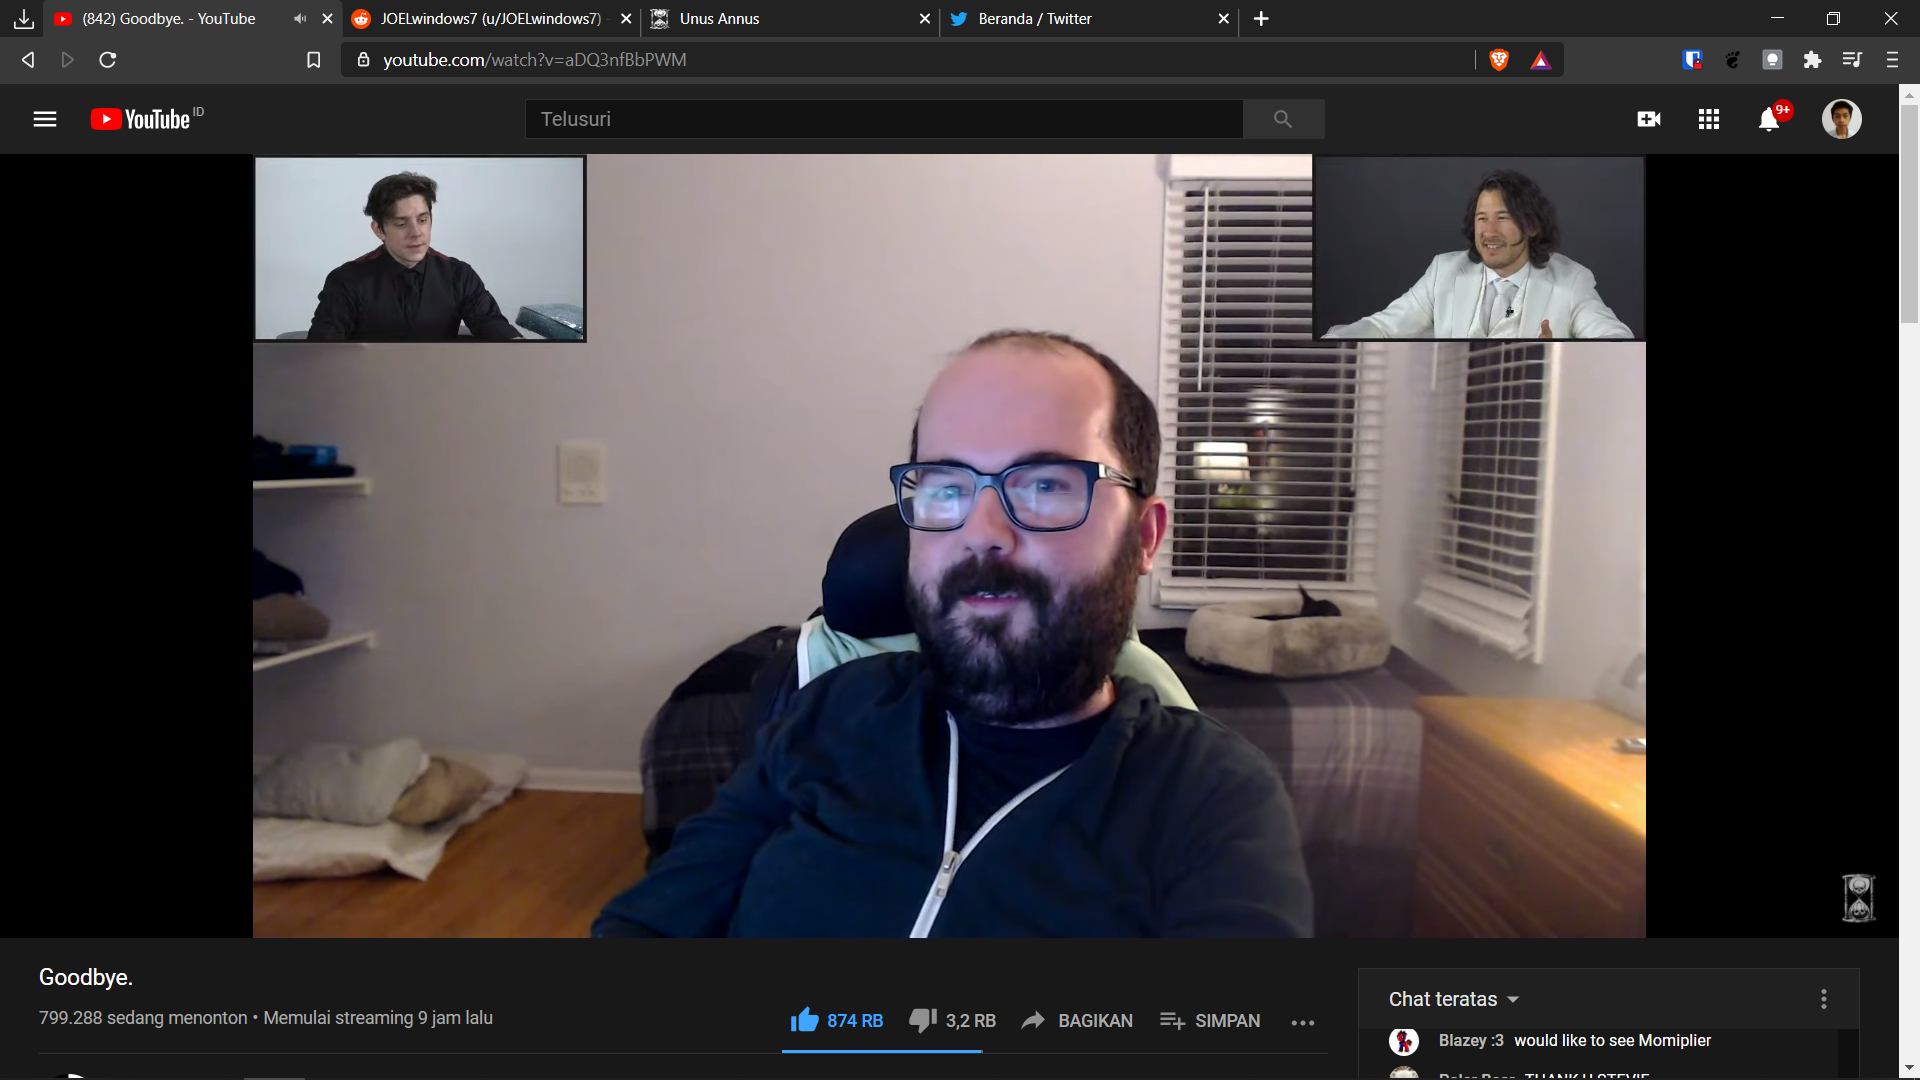 (842) Goodbye. - YouTube
JOELwindows7 (u/JOELwindows7)
Unus Annus
Beranda / Twitter
youtube.com/watch?v=aDQ3nfBbPWM
YouTube ID
Telusuri
9+
Goodbye.
799.288 sedang menonton • Memulai streaming 9 jam lalu
874 RB
3,2 RB
BAGIKAN
SIMPAN
Chat teratas
Blazey :3 would like to see Momiplier
THANK U STEVIE